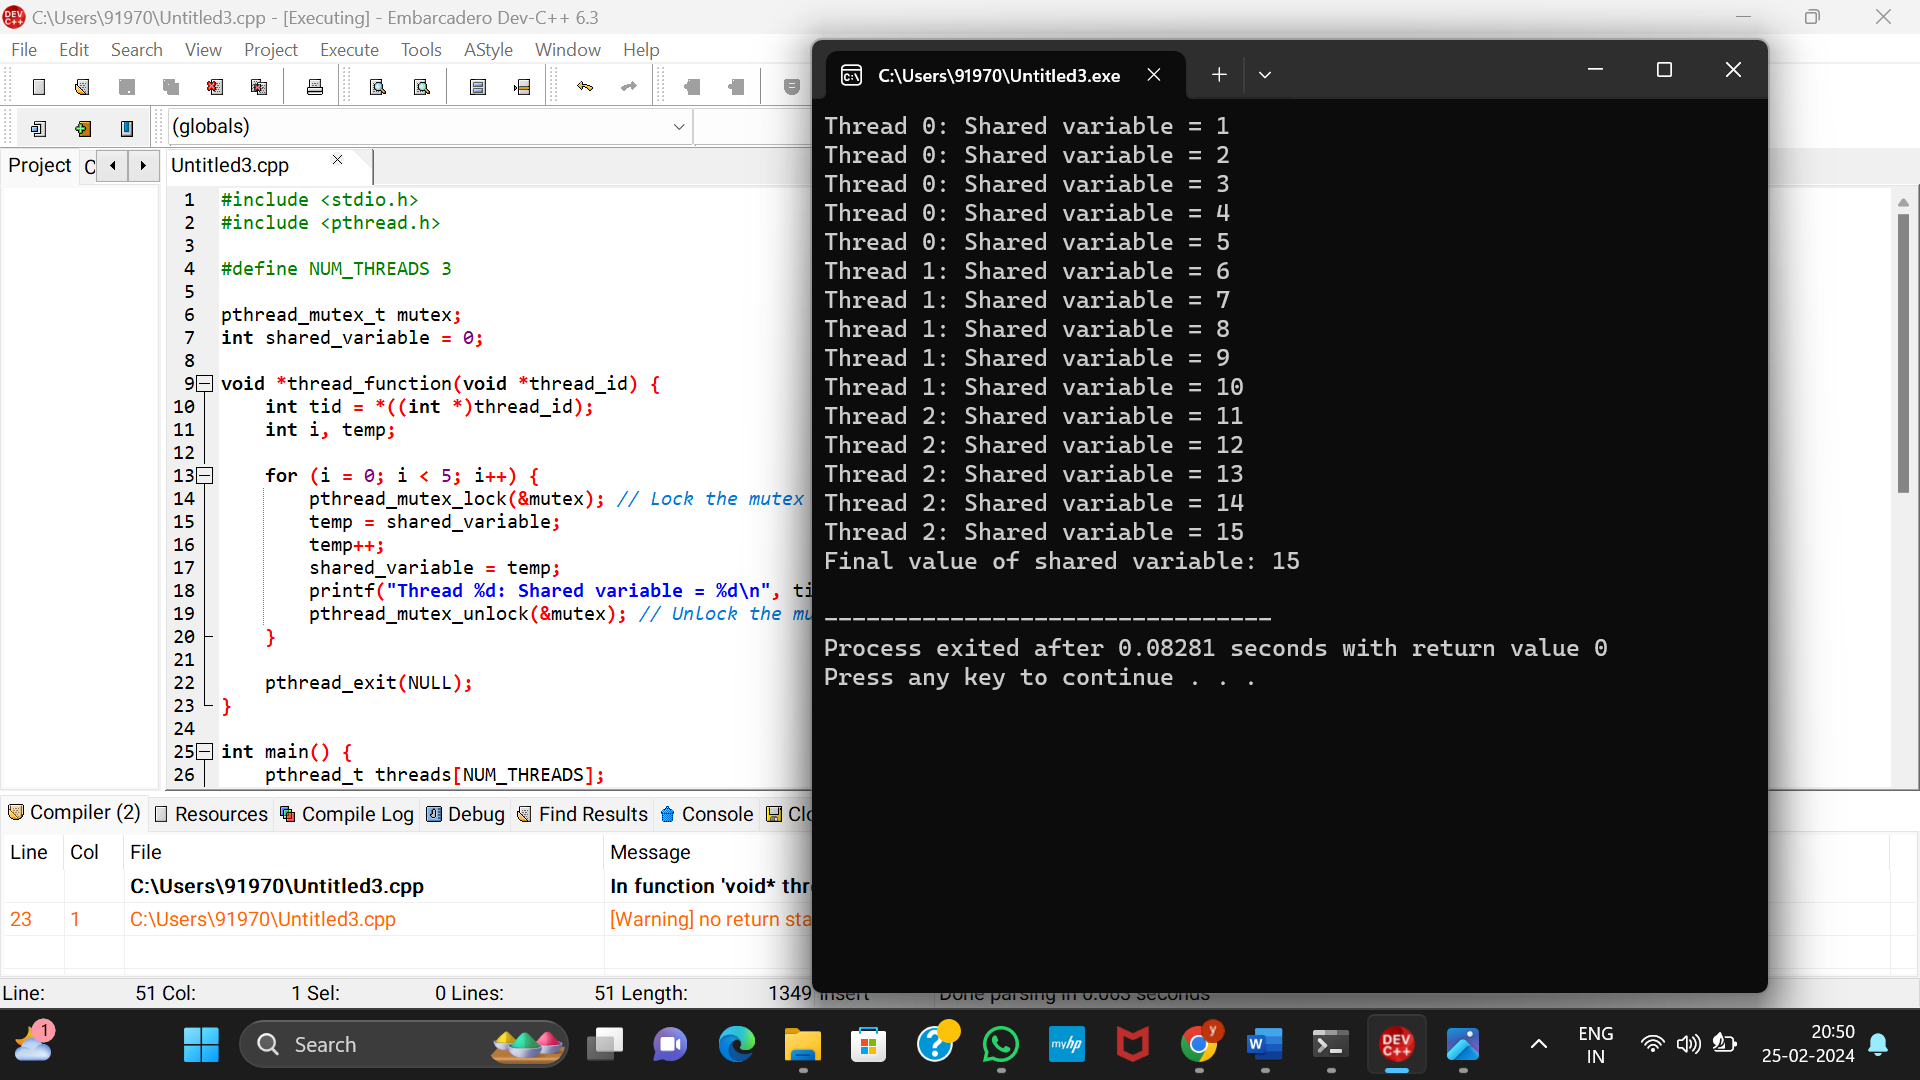 C:\Users\91970\Untitled3.cpp - [Executing] - Embarcadero Dev-C++ 6.3
File Edit Search View Project Execute Tools AStyle Window Help
(globals)
Project
Untitled3.cpp
1 #include <stdio.h>
2 #include <pthread.h>
3
4 #define NUM_THREADS 3
5
6 pthread_mutex_t mutex;
7 int shared_variable = 0;
8
9 void *thread_function(void *thread_id) {
10 int tid = *((int *)thread_id);
11 int i, temp;
12
13 for (i = 0; i < 5; i++) {
14 pthread_mutex_lock(&mutex); // Lock the mutex
15 temp = shared_variable;
16 temp++;
17 shared_variable = temp;
18 printf("Thread %d: Shared variable = %d\n", ti
19 pthread_mutex_unlock(&mutex); // Unlock the mu
20 }
21
22 pthread_exit(NULL);
23 }
24
25 int main() {
26 pthread_t threads[NUM_THREADS];
C:\Users\91970\Untitled3.exe
Thread 0: Shared variable = 1
Thread 0: Shared variable = 2
Thread 0: Shared variable = 3
Thread 0: Shared variable = 4
Thread 0: Shared variable = 5
Thread 1: Shared variable = 6
Thread 1: Shared variable = 7
Thread 1: Shared variable = 8
Thread 1: Shared variable = 9
Thread 1: Shared variable = 10
Thread 2: Shared variable = 11
Thread 2: Shared variable = 12
Thread 2: Shared variable = 13
Thread 2: Shared variable = 14
Thread 2: Shared variable = 15
Final value of shared variable: 15
--------------------------------
Process exited after 0.08281 seconds with return value 0
Press any key to continue . . .
Compiler (2) Resources Compile Log Debug Find Results Console Clo
Line Col File Message
C:\Users\91970\Untitled3.cpp In function 'void* thr
23 1 C:\Users\91970\Untitled3.cpp [Warning] no return sta
Line: 51 Col: 1 Sel: 0 Lines: 51 Length: 1349 Insert Done parsing in 0.063 seconds
1
Search
myhp
y
W
DEV C++
ENG
IN
20:50
25-02-2024